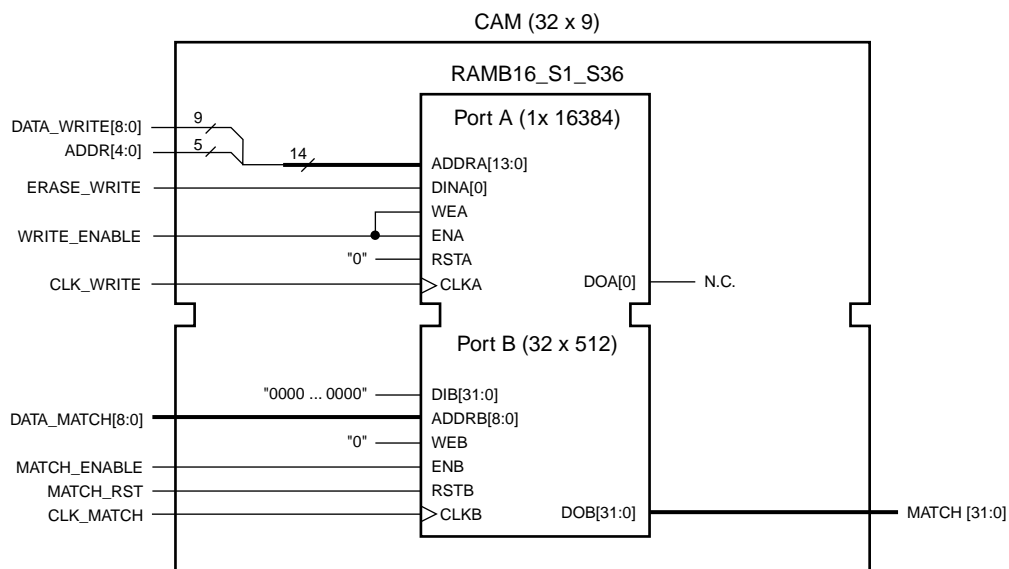 CAM (32 x 9)
RAMB16_S1_S36
Port A (1x 16384)
DATA_WRITE[8:0]
9
ADDR[4:0]
5
14
ADDRA[13:0]
ERASE_WRITE
DINA[0]
WEA
WRITE_ENABLE
ENA
"0"
RSTA
CLK_WRITE
CLKA
DOA[0]
N.C.
Port B (32 x 512)
"0000 ... 0000"
DIB[31:0]
DATA_MATCH[8:0]
ADDRB[8:0]
"0"
WEB
MATCH_ENABLE
ENB
MATCH_RST
RSTB
CLK_MATCH
CLKB
DOB[31:0]
MATCH [31:0]